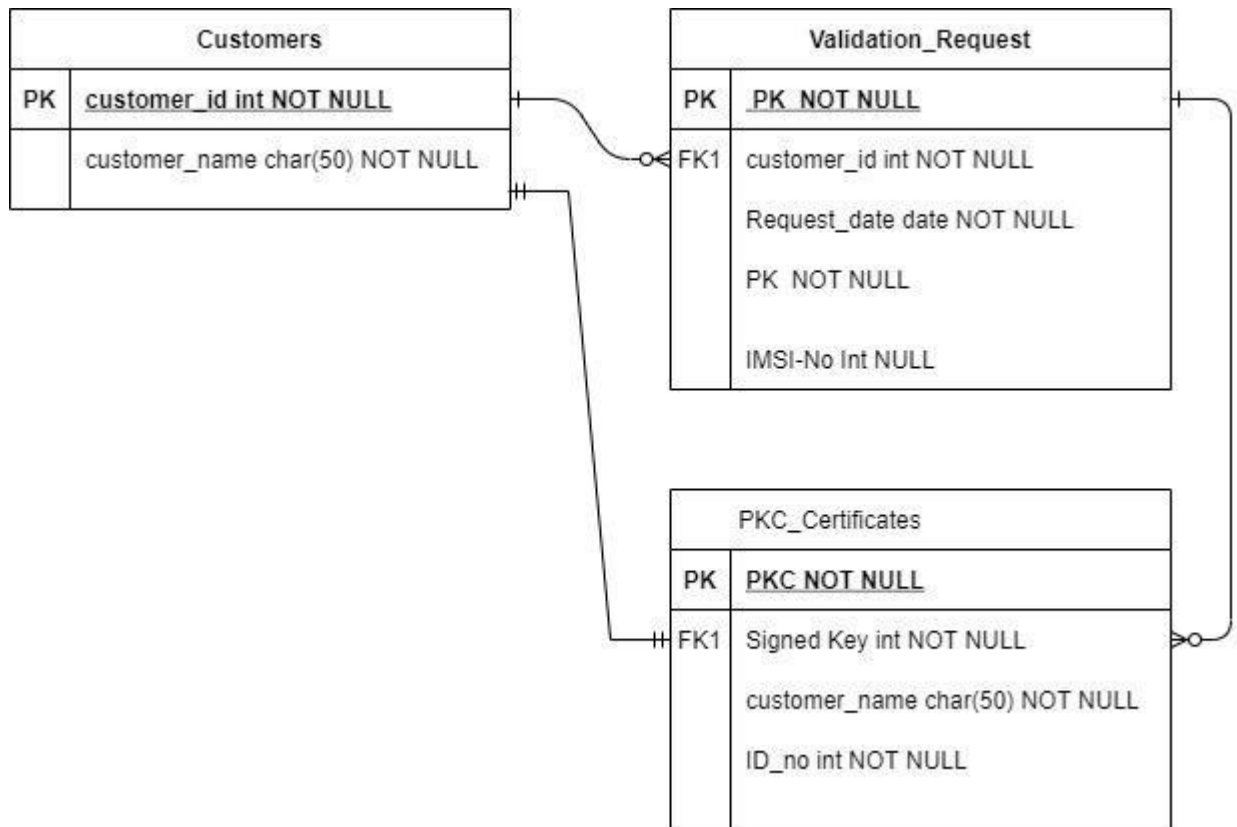 Customers
PK customer_id int NOT NULL
customer_name char(50) NOT NULL
Validation_Request
PK PK NOT NULL
FK1 customer_id int NOT NULL
Request_date date NOT NULL
PK NOT NULL
IMSI-No Int NULL
PKC_Certificates
PK PKC NOT NULL
FK1 Signed Key int NOT NULL
customer_name char(50) NOT NULL
ID_no int NOT NULL